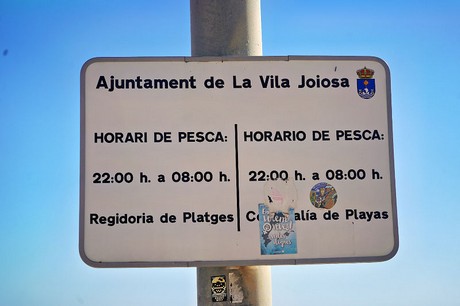 Ajuntament de La Vila Joiosa
HORARI DE PESCA:
22:00 h. a 08:00 h.
Regidoria de Platges
HORARIO DE PESCA:
22:00 h. a 08:00 h.
de Playas